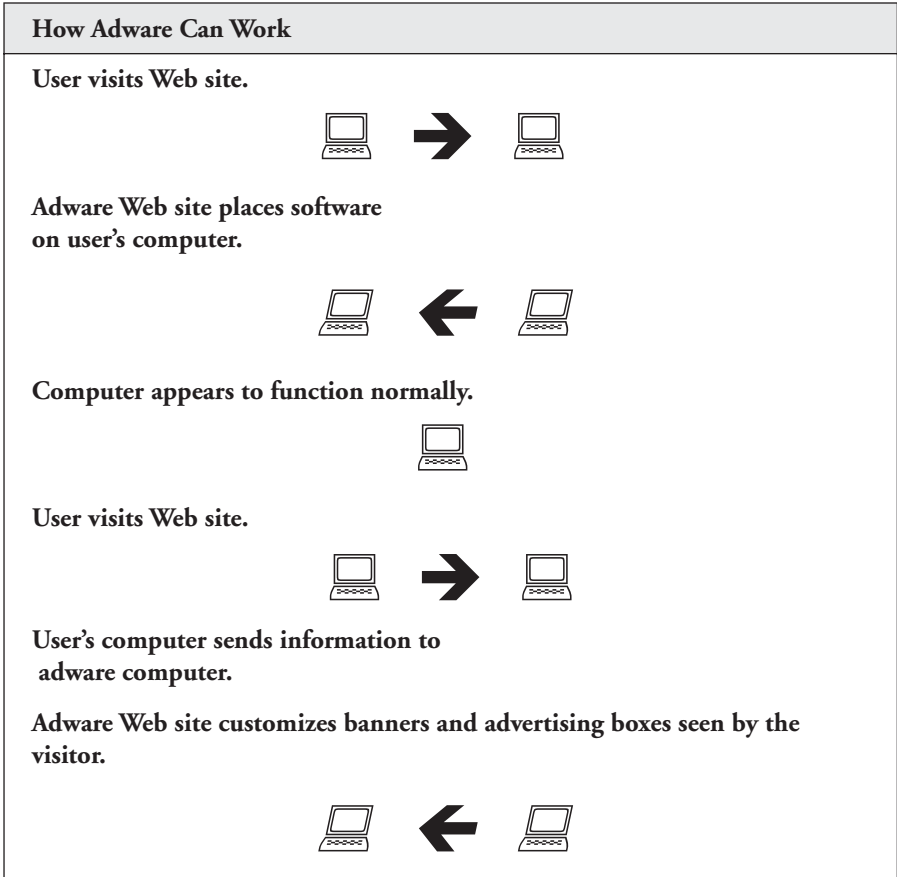 How Adware Can Work
User visits Web site.
Adware Web site places software
on user's computer.
Computer appears to function normally.
User visits Web site.
User's computer sends information to
adware computer.
Adware Web site customizes banners and advertising boxes seen by the
visitor.